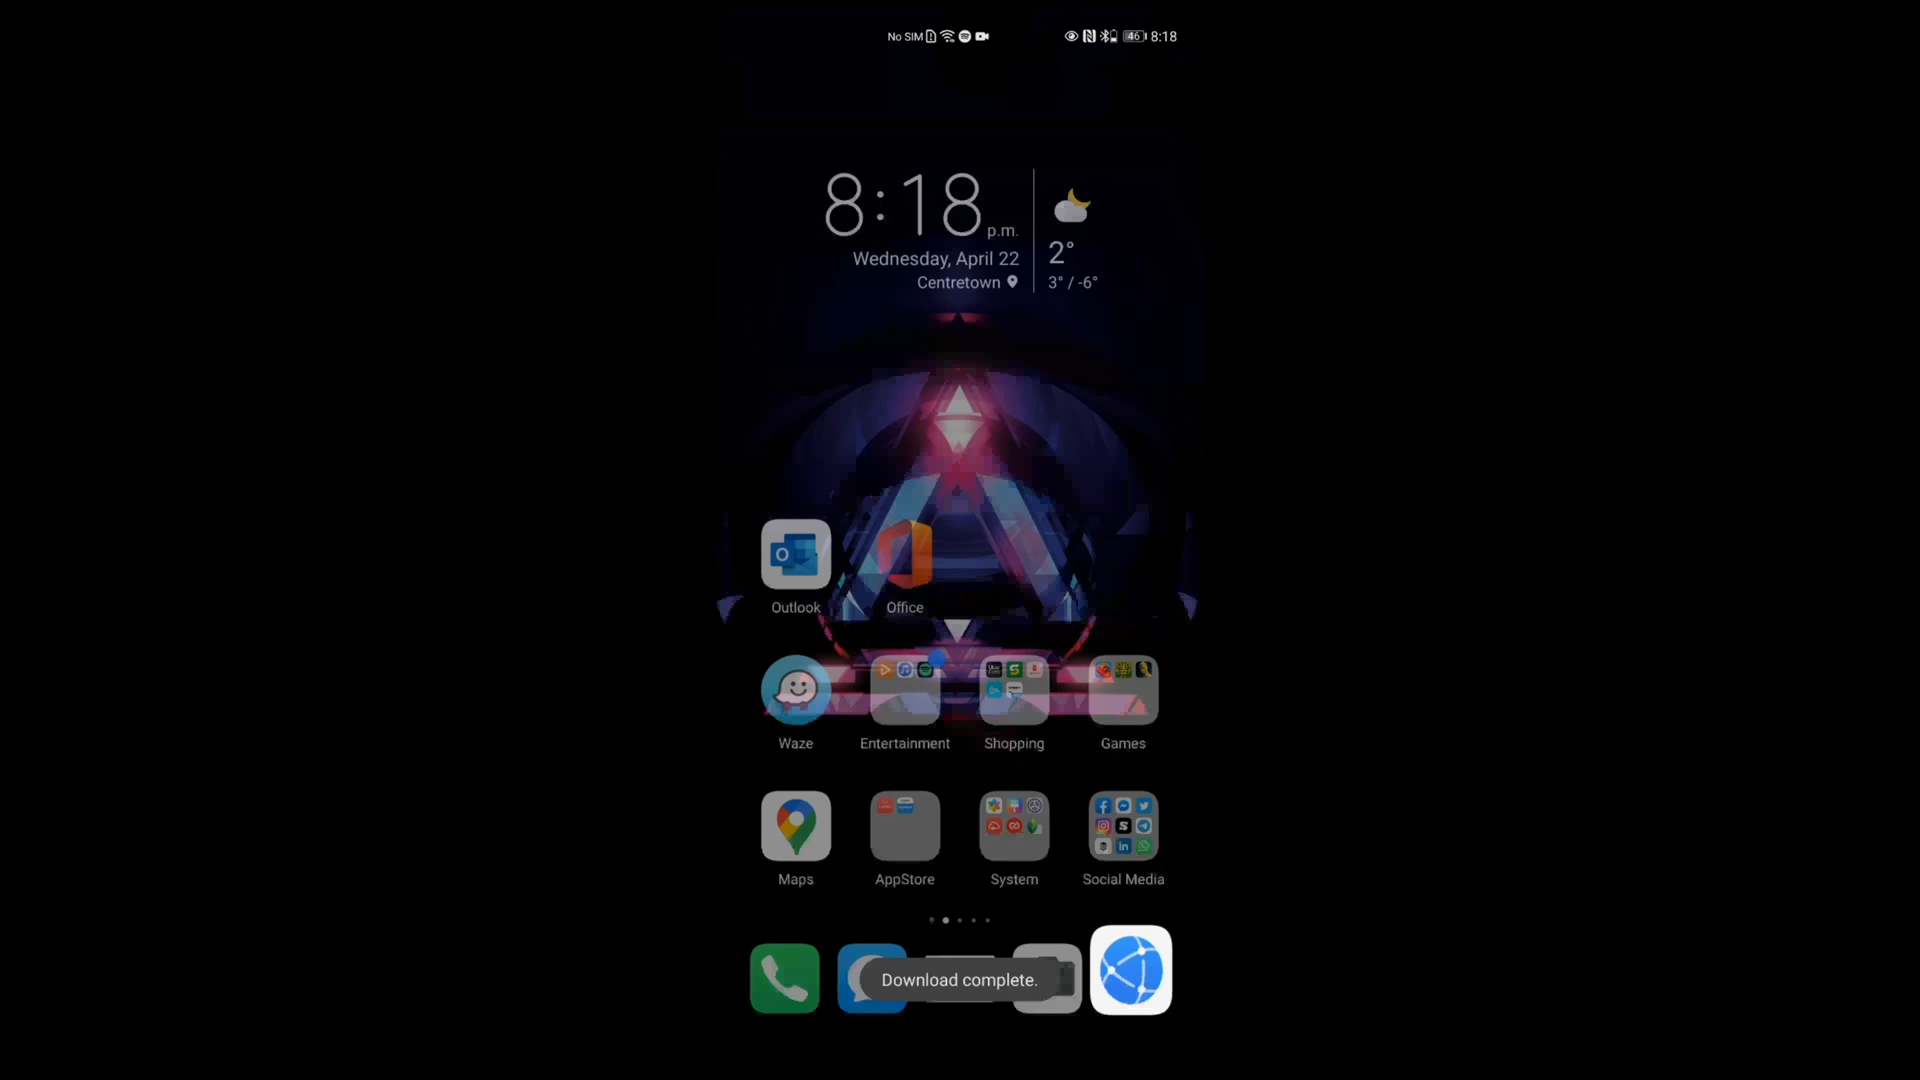 No SIM
46 8:18
8:18 p.m.
Wednesday, April 22
Centretown
2°
3° / -6°
Outlook
Office
Waze
Entertainment
Shopping
Games
Maps
AppStore
System
Social Media
Download complete.